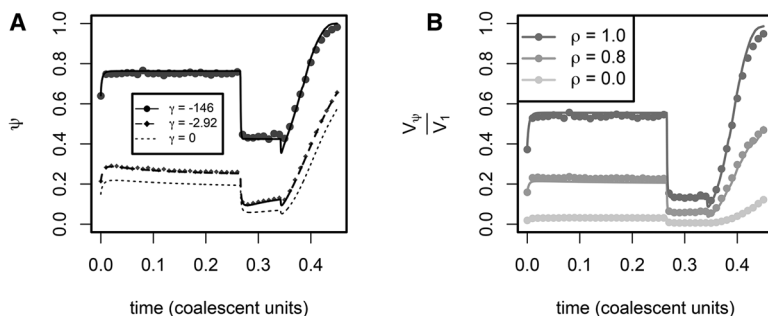 A
ψ
1.0
0.8
0.6
0.4
0.2
0.0
γ = -146
γ = -2.92
γ = 0
0.0 0.1 0.2 0.3 0.4
time (coalescent units)
B
Vψ
V1
1.0
0.8
0.6
0.4
0.2
0.0
ρ = 1.0
ρ = 0.8
ρ = 0.0
0.0 0.1 0.2 0.3 0.4
time (coalescent units)